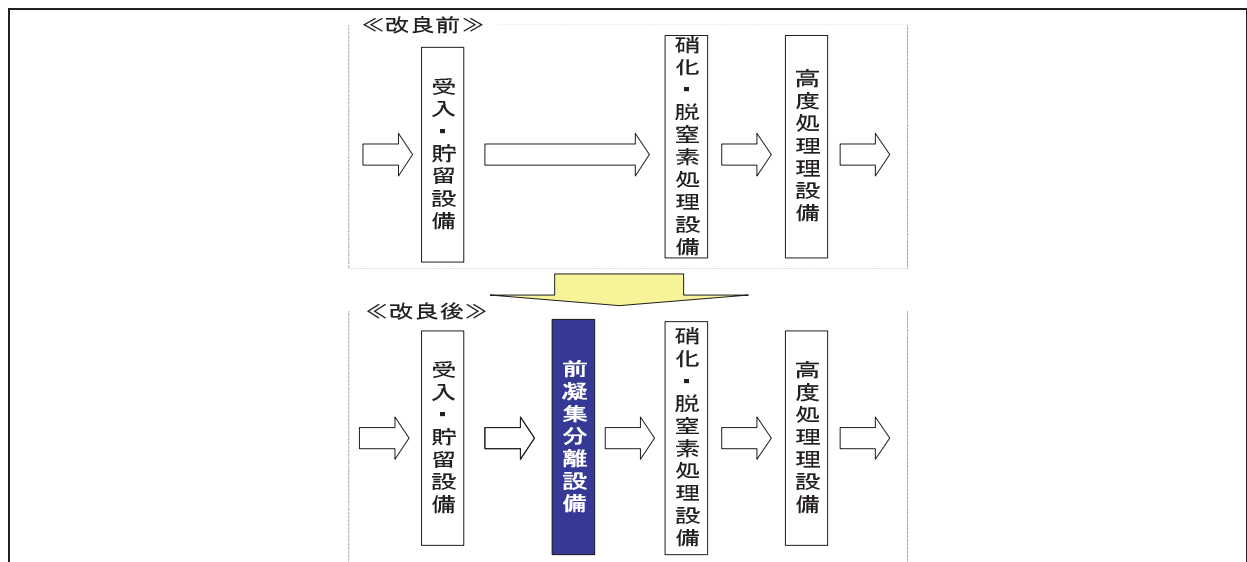 ≪改良前≫
受入・貯留設備
硝化・脱窒素処理設備
高度処理理設備
≪改良後≫
受入・貯留設備
前凝集分離設備
硝化・脱窒素処理設備
高度処理理設備